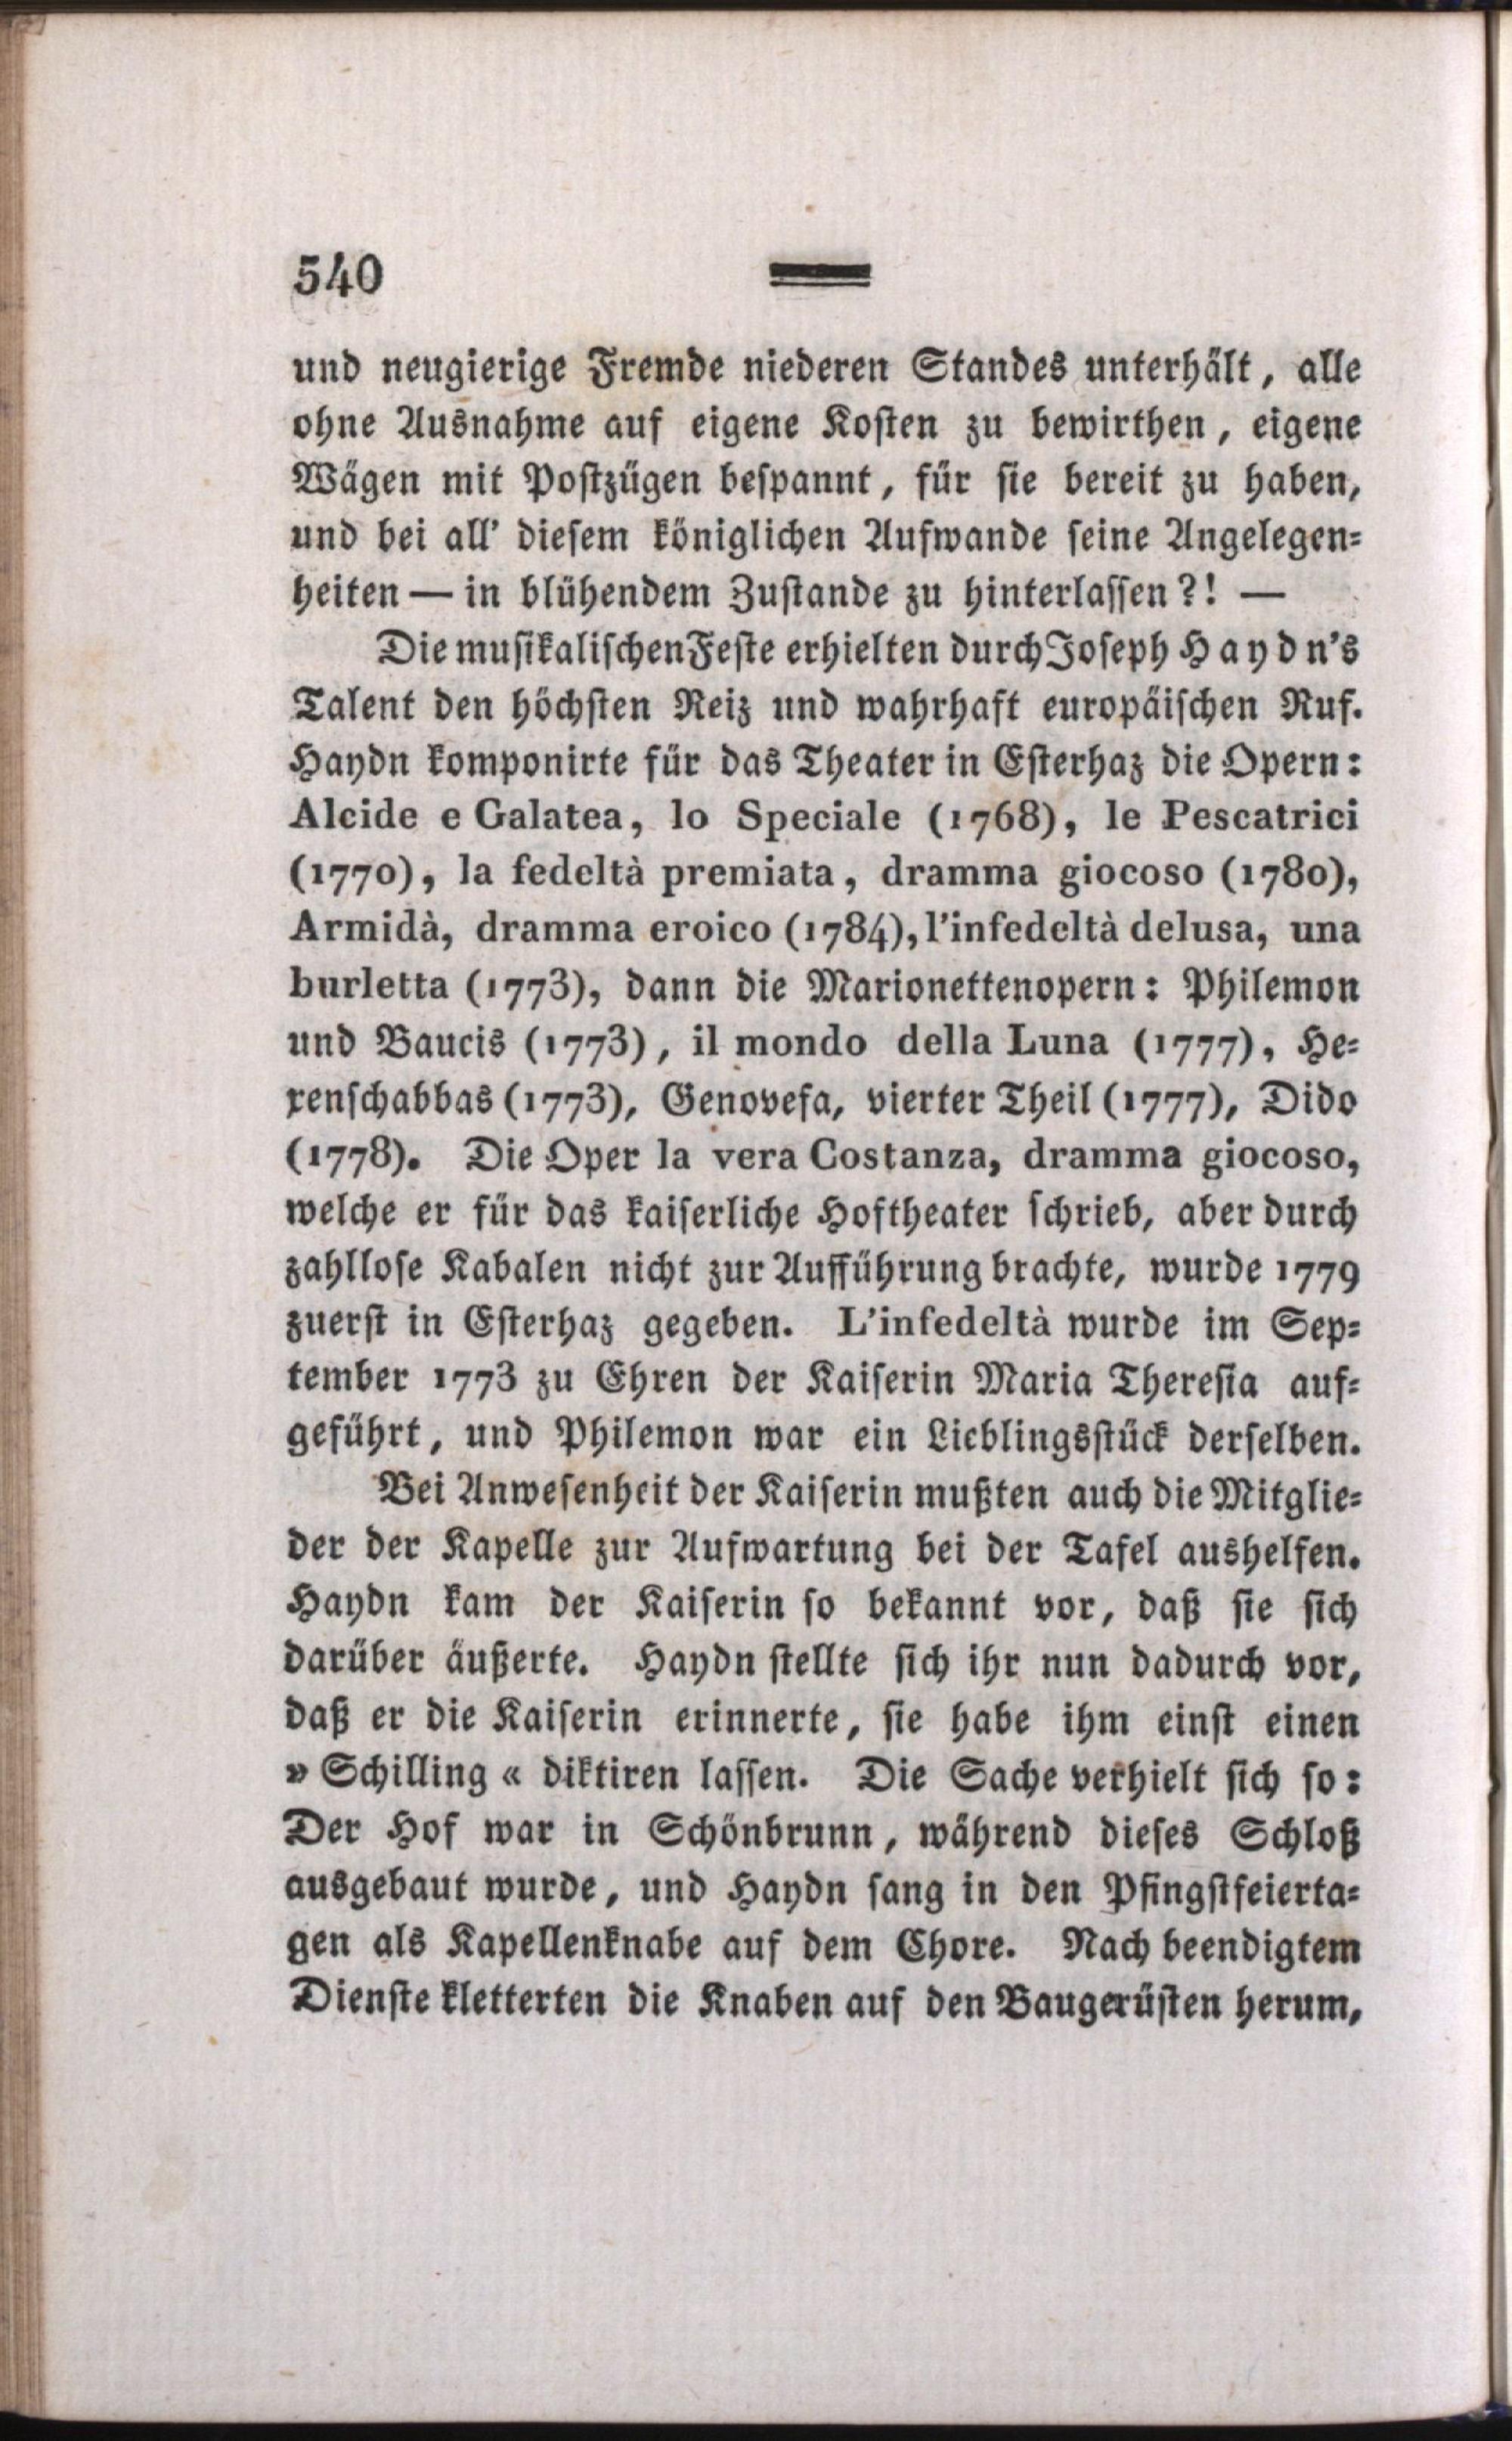 540
und neugierige Fremde niederen Standes unterhält, alle
ohne Ausnahme auf eigene Kosten zu bewirthen, eigene
Wägen mit Postzügen bespannt, für sie bereit zu haben,
und bei all' diesem königlichen Aufwande seine Angelegen-
heiten — in blühendem Zustande zu hinterlassen?! —
Die musikalischen Feste erhielten durch Joseph Haydn's
Talent den höchsten Reiz und wahrhaft europäischen Ruf.
Haydn komponirte für das Theater in Esterhaz die Opern:
Alcide e Galatea, lo Speciale (1768), le Pescatrici
(1770), la fedeltà premiata, dramma giocoso (1780),
Armidà, dramma eroico (1784), l'infedeltà delusa, una
burletta (1773), dann die Marionettenopern: Philemon
und Baucis (1773), il mondo della Luna (1777), He-
renschabbas (1773), Genovefa, vierter Theil (1777), Dido
(1778). Die Oper la vera Costanza, dramma giocoso,
welche er für das kaiserliche Hoftheater schrieb, aber durch
zahllose Kabalen nicht zur Aufführung brachte, wurde 1779
zuerst in Esterhaz gegeben. L'infedeltà wurde im Sep-
tember 1773 zu Ehren der Kaiserin Maria Theresia auf-
geführt, und Philemon war ein Lieblingsstück derselben.
Bei Anwesenheit der Kaiserin mußten auch die Mitglie-
der der Kapelle zur Aufwartung bei der Tafel aushelfen.
Haydn kam der Kaiserin so bekannt vor, daß sie sich
darüber äußerte. Haydn stellte sich ihr nun dadurch vor,
daß er die Kaiserin erinnerte, sie habe ihm einst einen
» Schilling « diktiren lassen. Die Sache verhielt sich so:
Der Hof war in Schönbrunn, während dieses Schloß
ausgebaut wurde, und Haydn sang in den Pfingstfeierta-
gen als Kapellenknabe auf dem Chore. Nach beendigtem
Dienste kletterten die Knaben auf den Baugerüsten herum,